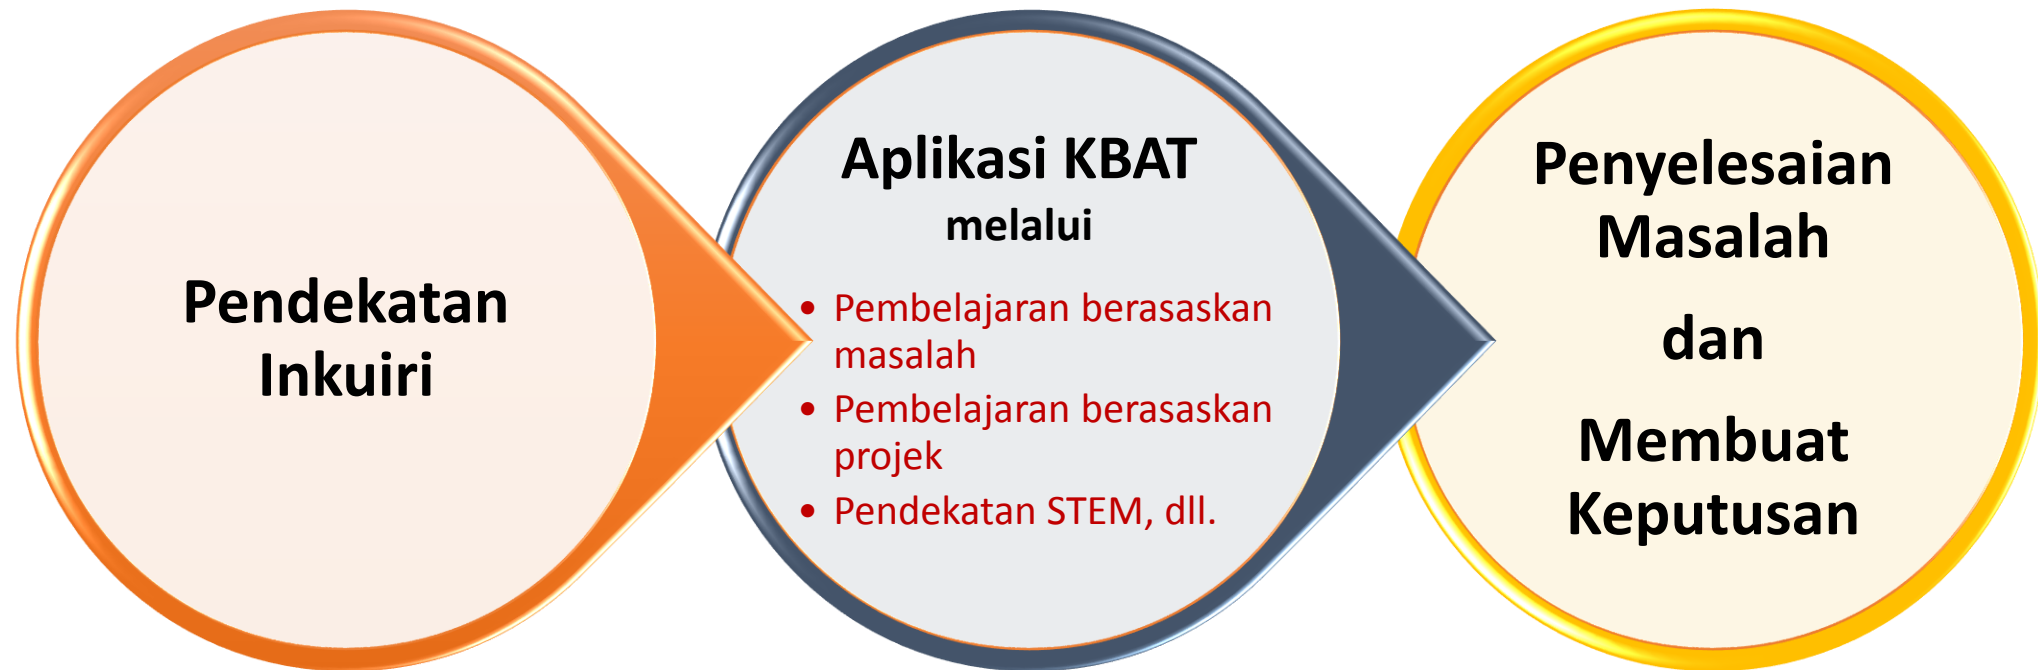 Pendekatan
Inkuiri
Aplikasi KBAT
melalui
• Pembelajaran berasaskan
masalah
• Pembelajaran berasaskan
projek
• Pendekatan STEM, dll.
Penyelesaian
Masalah
dan
Membuat
Keputusan